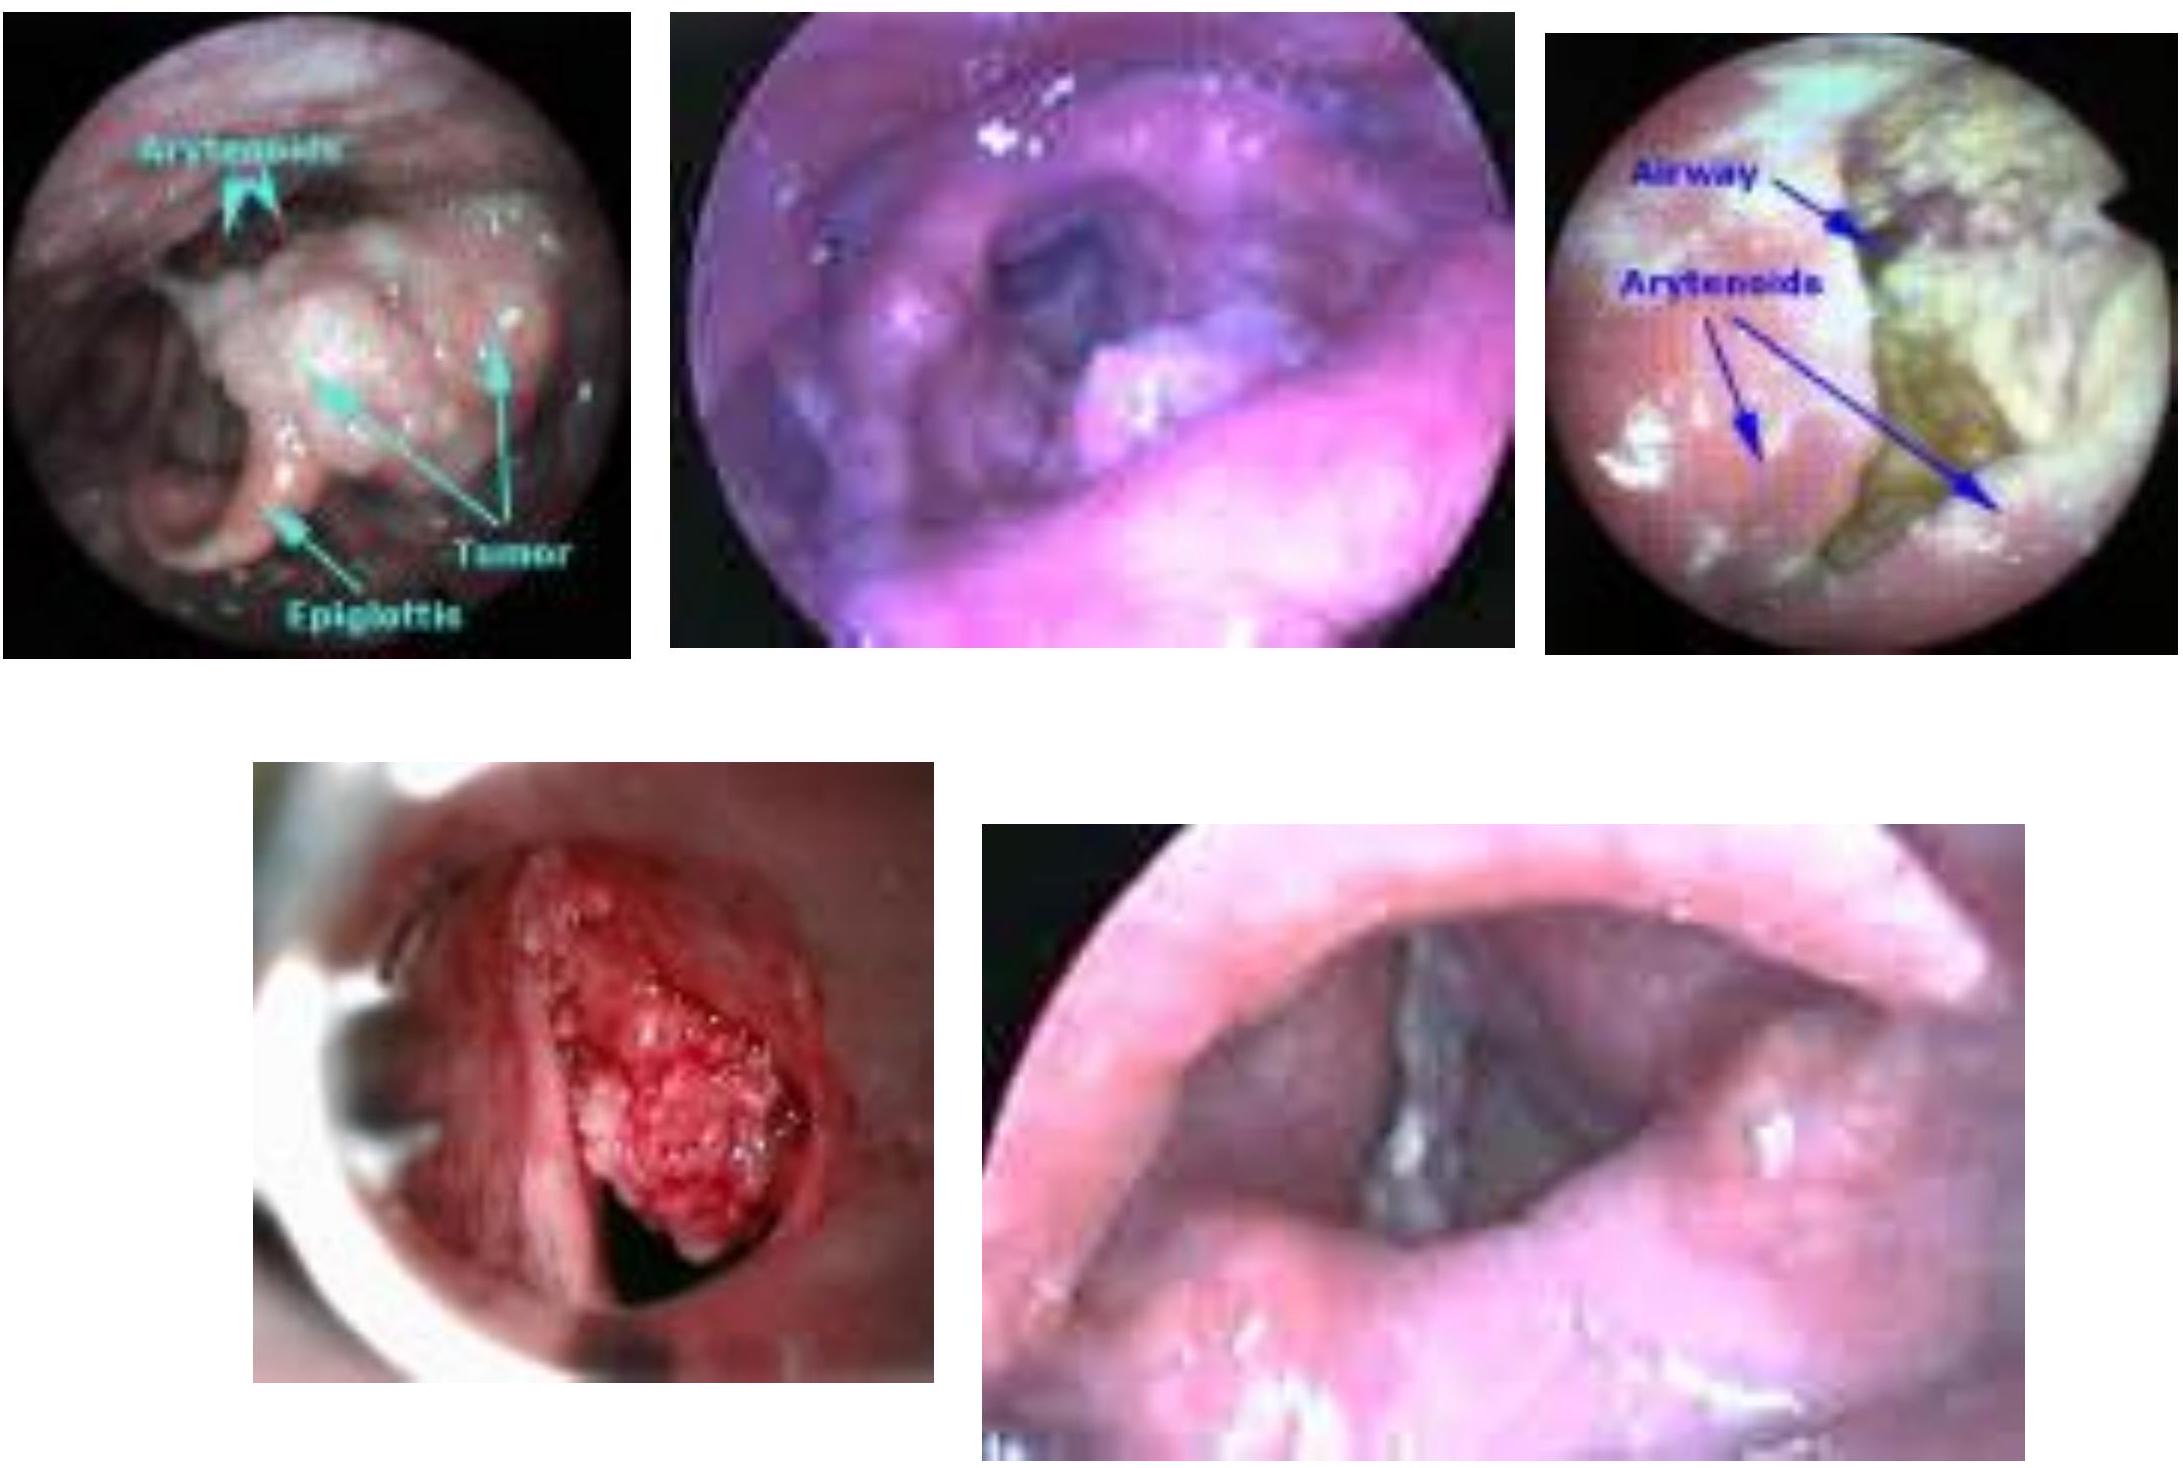 Arytenoids
Tumor
Epiglottis
Airway
Arytenoids